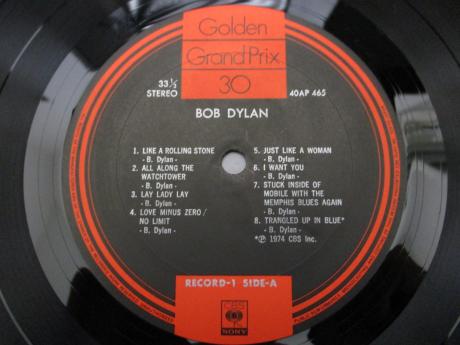 Golden
Grand Prix
30
33⅓
STEREO
40AP 465
BOB DYLAN
1. LIKE A ROLLING STONE
- B. Dylan -
2. ALL ALONG THE
WATCHTOWER
- B. Dylan -
3. LAY LADY LAY
- B. Dylan -
4. LOVE MINUS ZERO/
NO LIMIT
- B. Dylan -
5. JUST LIKE A WOMAN
- B. Dylan -
6. I WANT YOU
- B. Dylan -
7. STUCK INSIDE OF
MOBILE WITH THE
MEMPHIS BLUES AGAIN
- B. Dylan -
8. TRANGLED UP IN BLUE*
- B. Dylan -
*℗ 1974 CBS Inc.
RECORD-1 SIDE-A
CBS
SONY